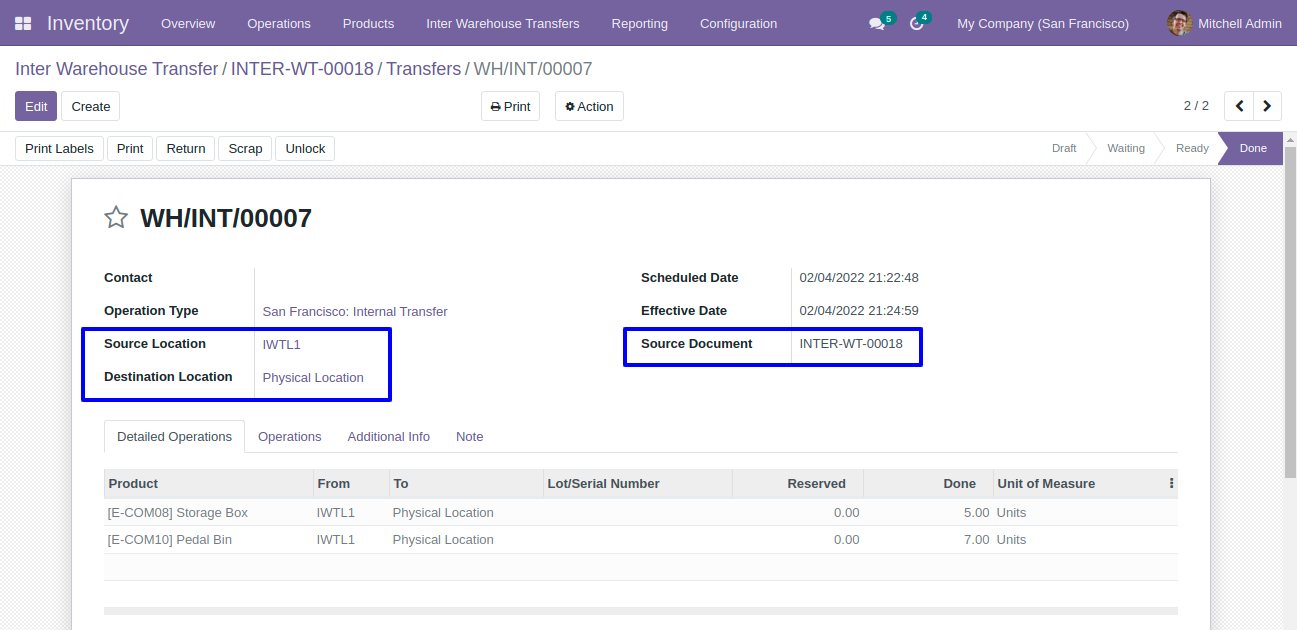 Inventory Overview Operations Products Inter Warehouse Transfers Reporting Configuration 5 4 My Company (San Francisco) Mitchell Admin
Inter Warehouse Transfer / INTER-WT-00018 / Transfers / WH/INT/00007
Edit Create Print Action 2 / 2
Print Labels Print Return Scrap Unlock Draft Waiting Ready Done
WH/INT/00007
Contact Scheduled Date 02/04/2022 21:22:48
Operation Type San Francisco: Internal Transfer Effective Date 02/04/2022 21:24:59
Source Location IWTL1 Source Document INTER-WT-00018
Destination Location Physical Location
Detailed Operations Operations Additional Info Note
Product From To Lot/Serial Number Reserved Done Unit of Measure
[E-COM08] Storage Box IWTL1 Physical Location 0.00 5.00 Units
[E-COM10] Pedal Bin IWTL1 Physical Location 0.00 7.00 Units